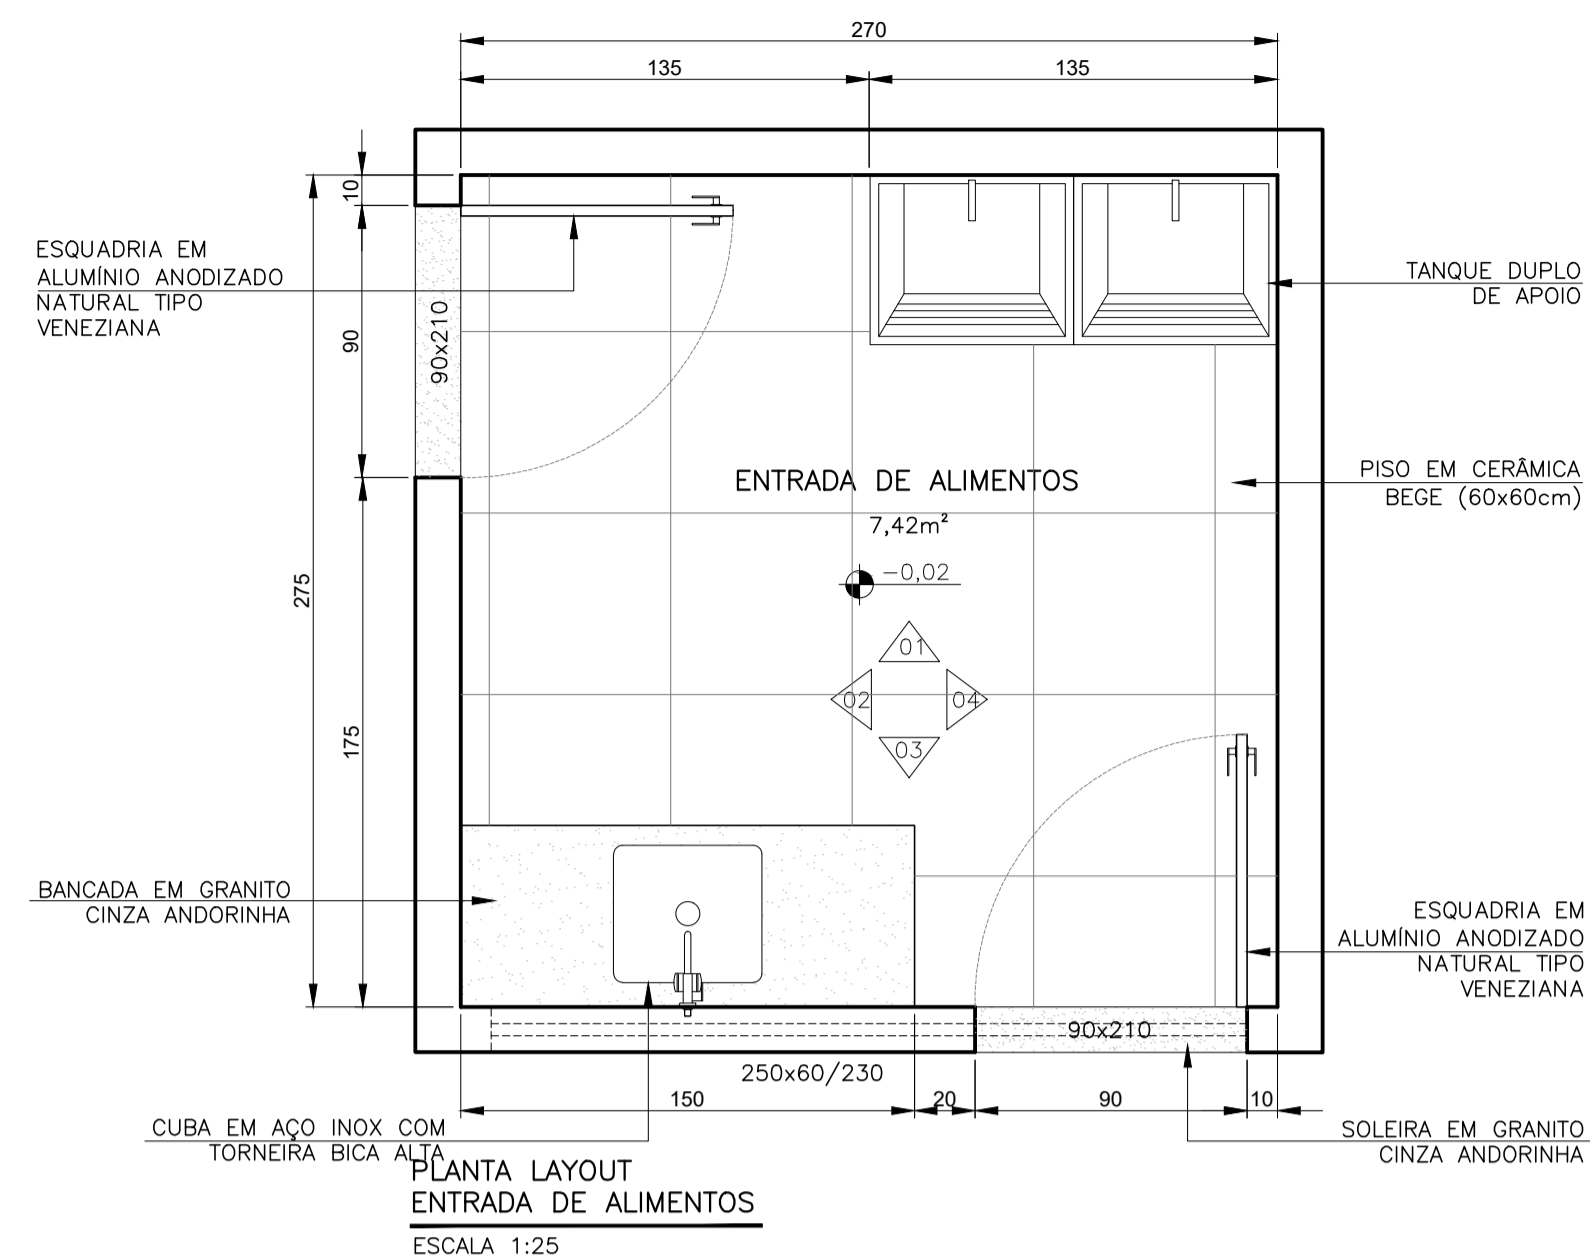 270
135
135
10
ESQUADRIA EM
ALUMÍNIO ANODIZADO
NATURAL TIPO
VENEZIANA
90
90x210
TANQUE DUPLO
DE APOIO
ENTRADA DE ALIMENTOS
7,42m²
PISO EM CERÂMICA
BEGE (60x60cm)
-0,02
275
175
01
02
04
03
BANCADA EM GRANITO
CINZA ANDORINHA
ESQUADRIA EM
ALUMÍNIO ANODIZADO
NATURAL TIPO
VENEZIANA
90x210
250x60/230
150
20
90
10
CUBA EM AÇO INOX COM
TORNEIRA BICA ALTA
SOLEIRA EM GRANITO
CINZA ANDORINHA
PLANTA LAYOUT
ENTRADA DE ALIMENTOS
ESCALA 1:25